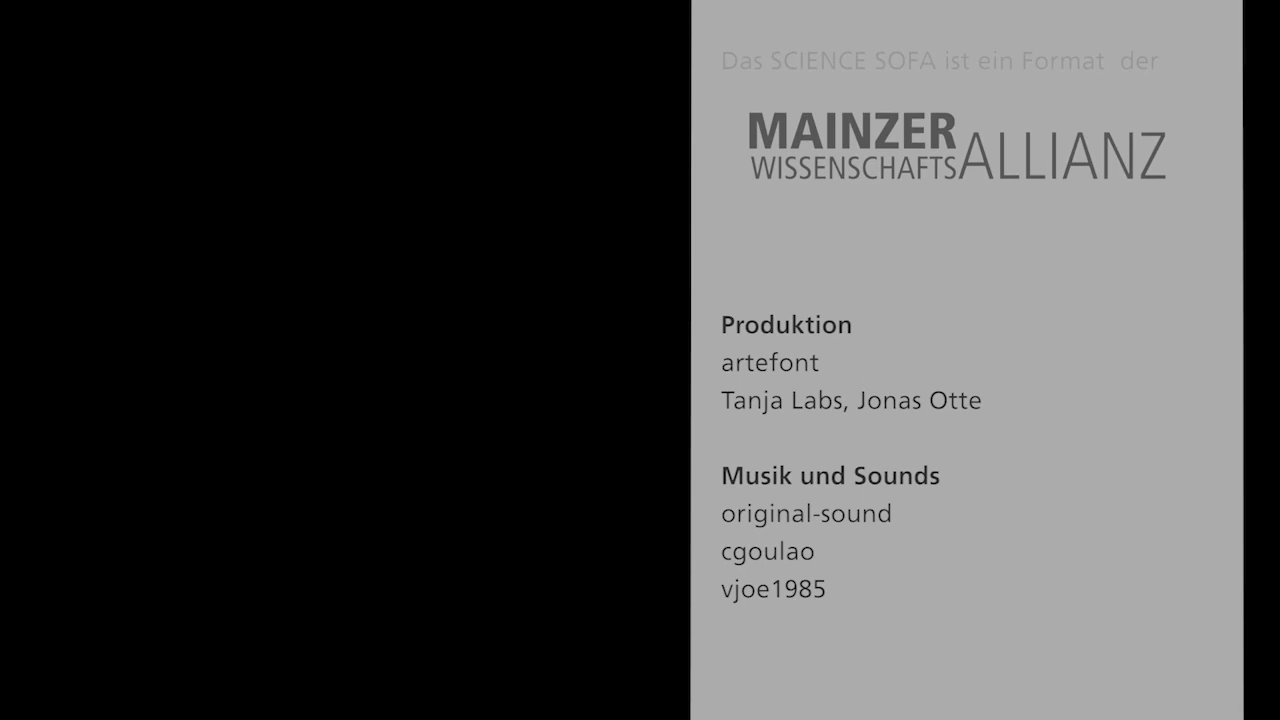 Das SCIENCE SOFA ist ein Format der
MAINZER
WISSENSCHAFTSALLIANZ
Produktion
artefont
Tanja Labs, Jonas Otte
Musik und Sounds
original-sound
cgoulao
vjoe1985